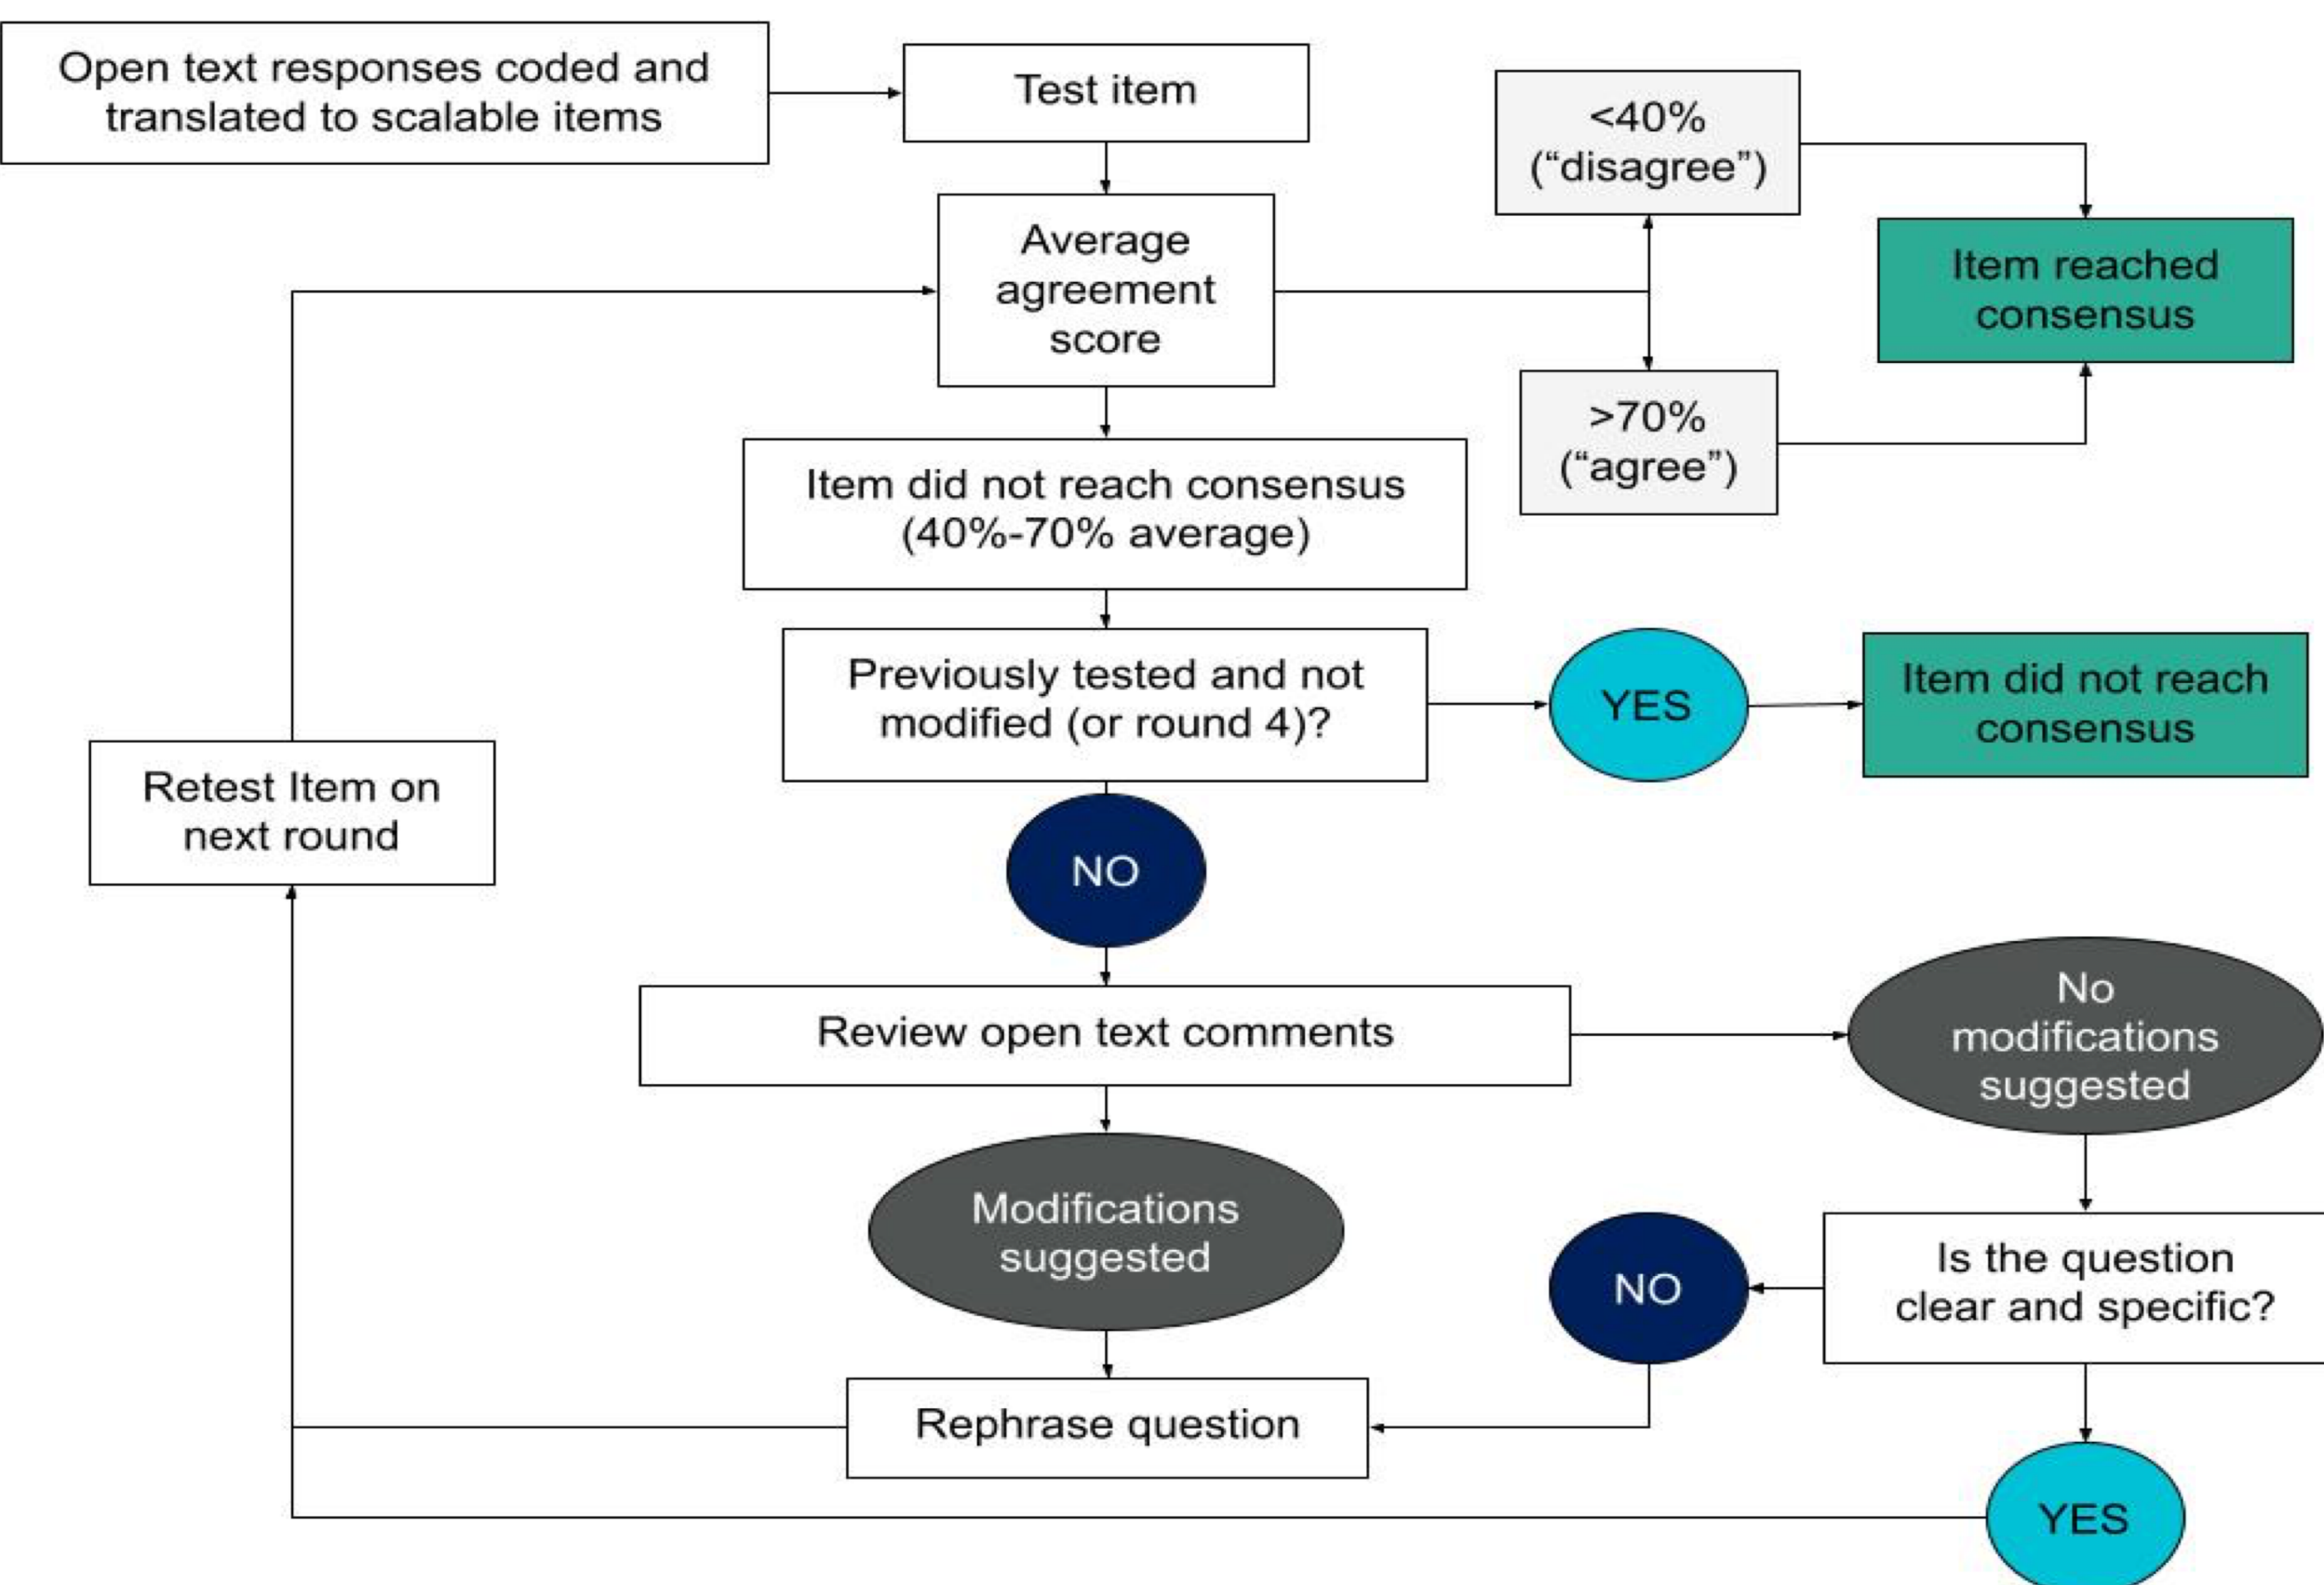 Open text responses coded and
translated to scalable items
Test item
<40%
(“disagree”)
Average
agreement
score
Item reached
consensus
>70%
(“agree”)
Item did not reach consensus
(40%-70% average)
Previously tested and not
modified (or round 4)?
YES
Item did not reach
consensus
Retest Item on
next round
NO
Review open text comments
No
modifications
suggested
Modifications
suggested
NO
Is the question
clear and specific?
Rephrase question
YES